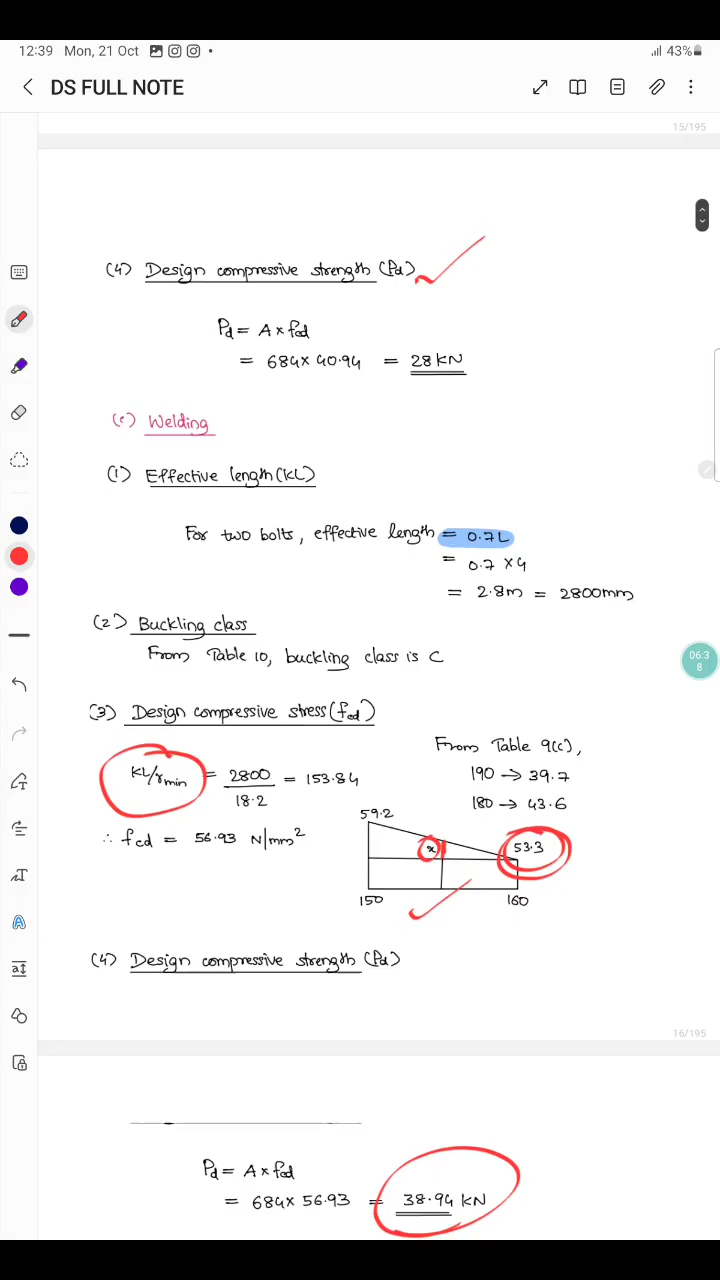 12:39 Mon, 21 Oct 43%
DS FULL NOTE
15/195
(4) Design compressive strength (Pd)
Pd = A × fcd
= 684 × 40.94 = 28 KN
(c) Welding
(1) Effective length (KL)
For two bolts, effective length = 0.7L
= 0.7 × 4
= 2.8m = 2800mm
(2) Buckling class
From Table 10, buckling class is C
(3) Design compressive stress (fcd)
From Table 9(c),
KL/rmin = 2800/18.2 = 153.84
190 → 39.7
180 → 43.6
∴ fcd = 56.93 N/mm²
59.2
x
53.3
150 160
(4) Design compressive strength (Pd)
16/195
Pd = A × fcd
= 684 × 56.93 = 38.94 KN
06:38